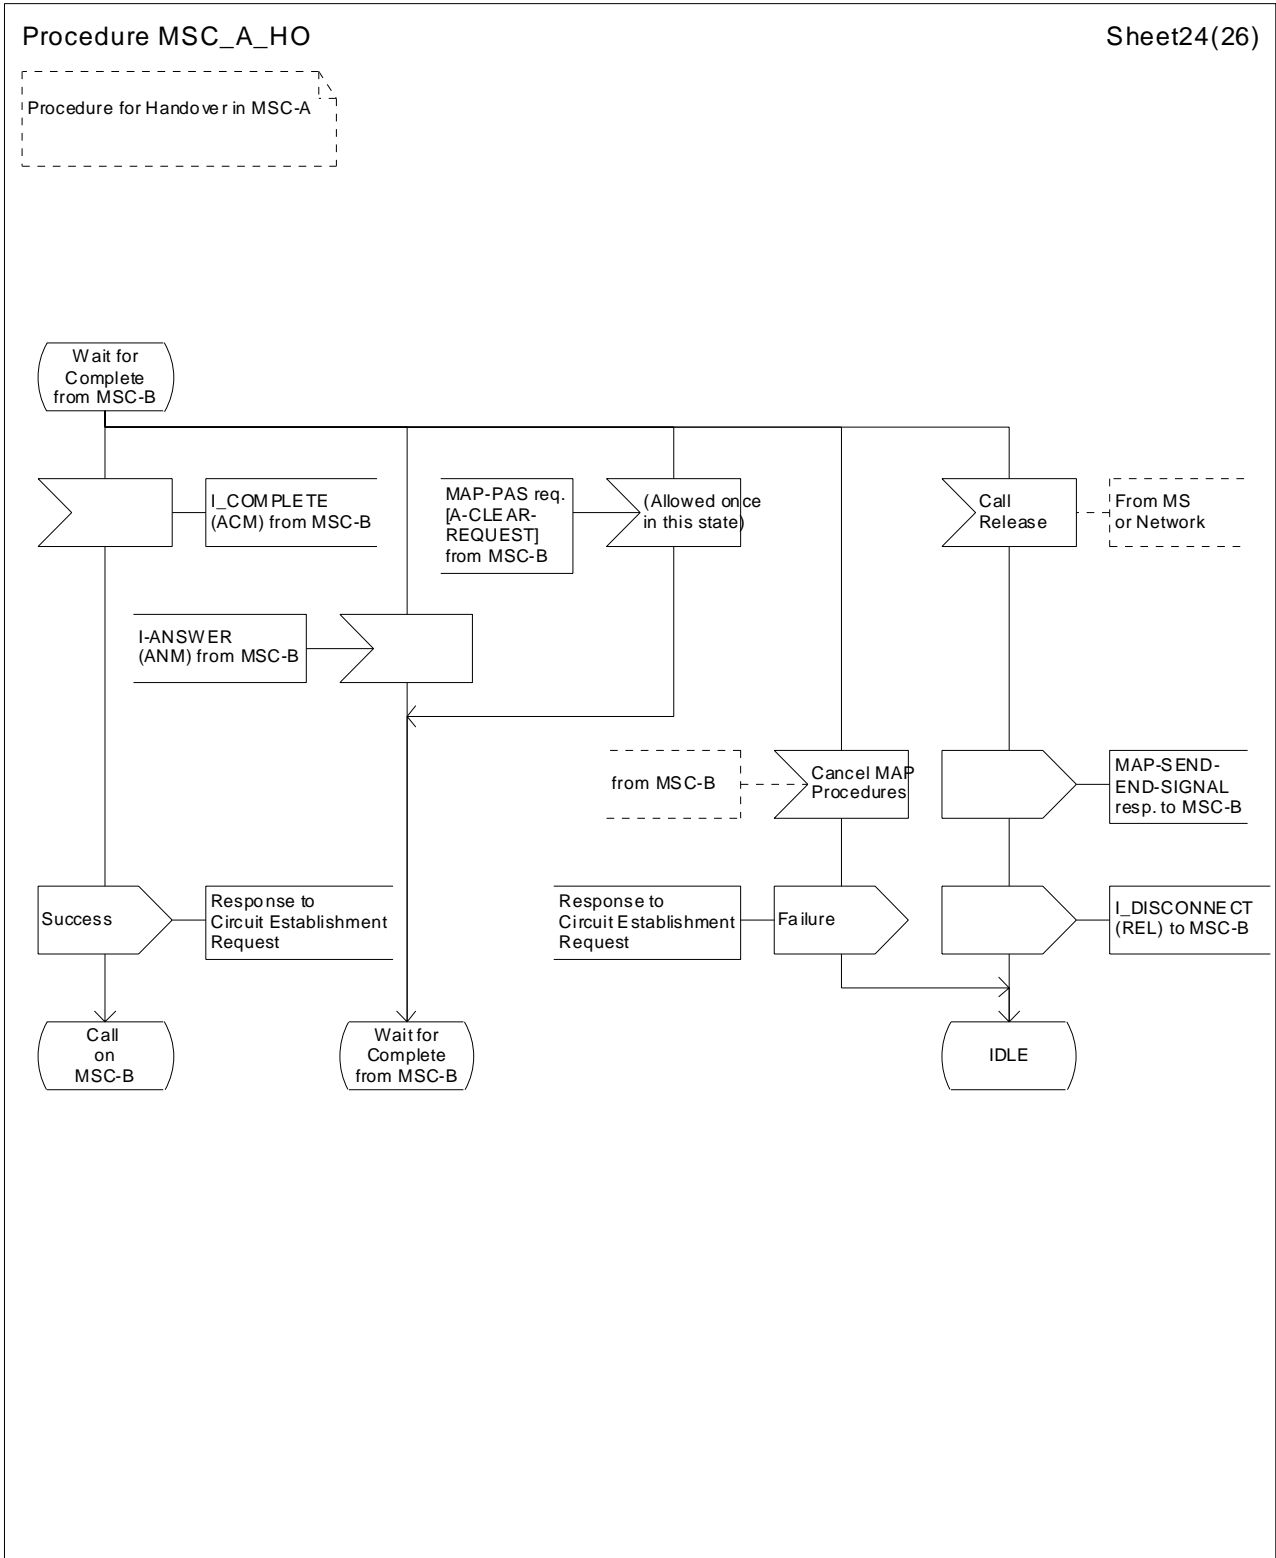 Procedure MSC_A_HO
Sheet24(26)
Procedure for Handover in MSC-A
Wait for
Complete
from MSC-B
I_COMPLETE
(ACM) from MSC-B
MAP-PAS req.
[A-CLEAR-
REQUEST]
from MSC-B
(Allowed once
in this state)
Call
Release
From MS
or Network
I-ANSWER
(ANM) from MSC-B
from MSC-B
Cancel MAP
Procedures
MAP-SEND-
END-SIGNAL
resp. to MSC-B
Success
Response to
Circuit Establishment
Request
Response to
Circuit Establishment
Request
Failure
I_DISCONNECT
(REL) to MSC-B
Call
on
MSC-B
Wait for
Complete
from MSC-B
IDLE